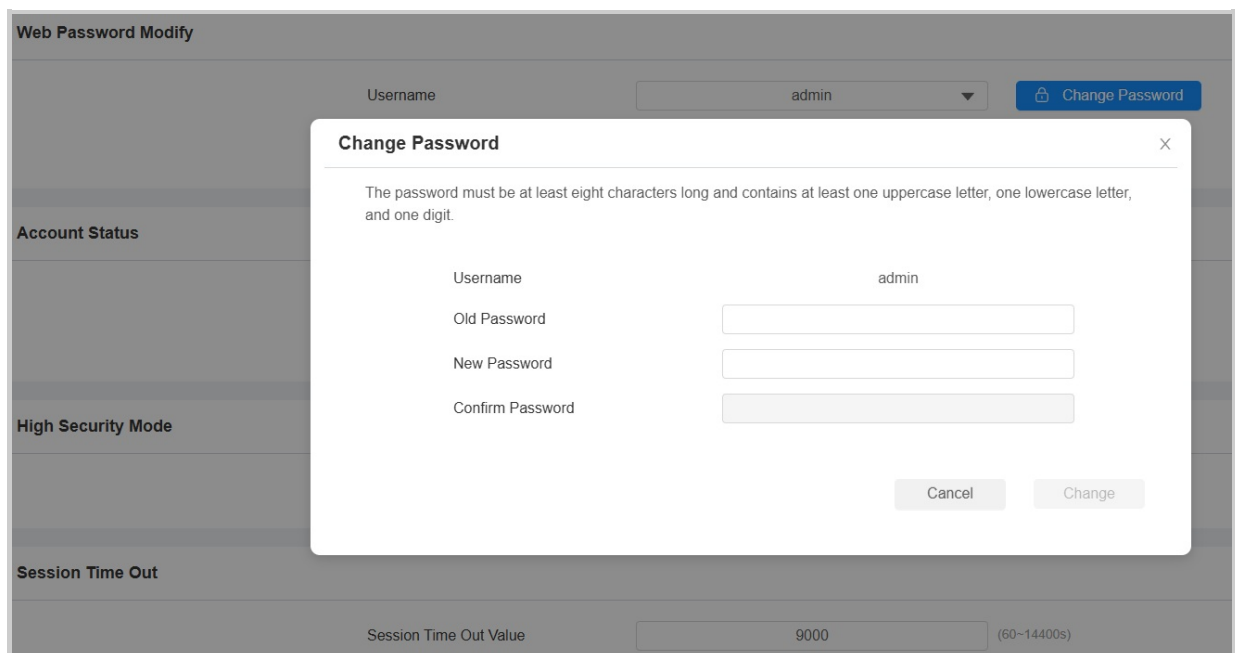 Web Password Modify
Username admin Change Password
Change Password
The password must be at least eight characters long and contains at least one uppercase letter, one lowercase letter,
and one digit.
Account Status
Username admin
Old Password
New Password
Confirm Password
High Security Mode
Cancel Change
Session Time Out
Session Time Out Value 9000 (60~14400s)